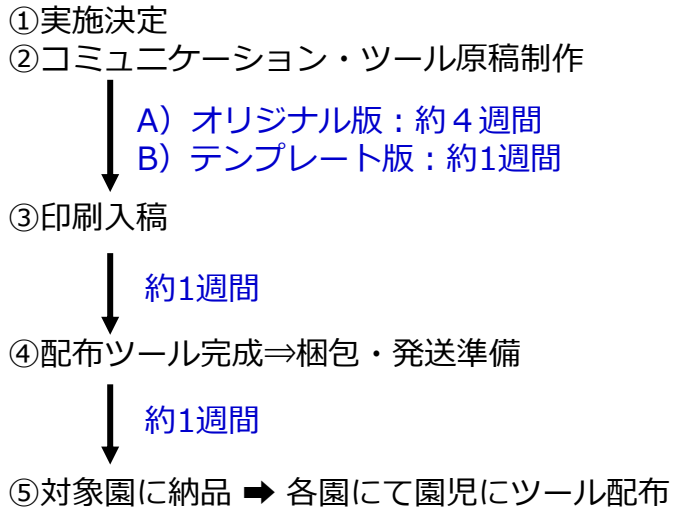 ①実施決定
②コミュニケーション・ツール原稿制作
A）オリジナル版：約４週間
B）テンプレート版：約1週間
③印刷入稿
約1週間
④配布ツール完成⇒梱包・発送準備
約1週間
⑤対象園に納品 ➡ 各園にて園児にツール配布